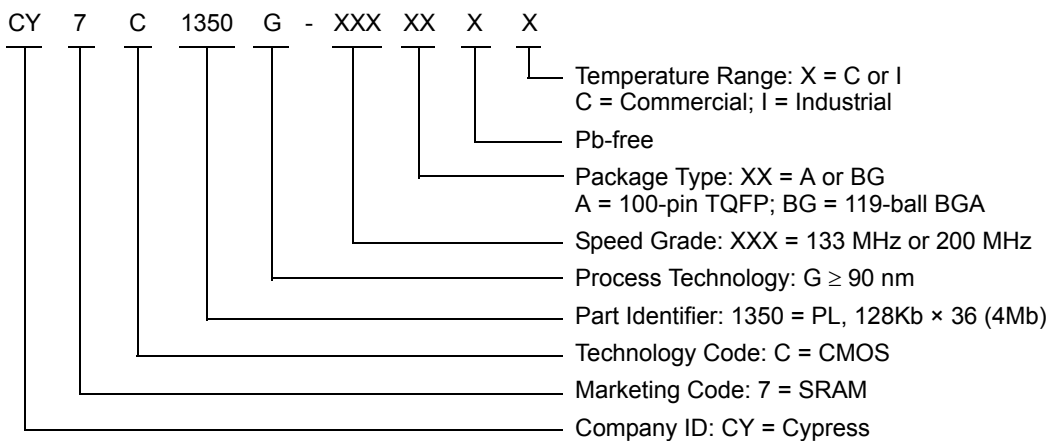 CY 7 C 1350 G - XXX XX X X
Temperature Range: X = C or I
C = Commercial; I = Industrial
Pb-free
Package Type: XX = A or BG
A = 100-pin TQFP; BG = 119-ball BGA
Speed Grade: XXX = 133 MHz or 200 MHz
Process Technology: G ≥ 90 nm
Part Identifier: 1350 = PL, 128Kb × 36 (4Mb)
Technology Code: C = CMOS
Marketing Code: 7 = SRAM
Company ID: CY = Cypress